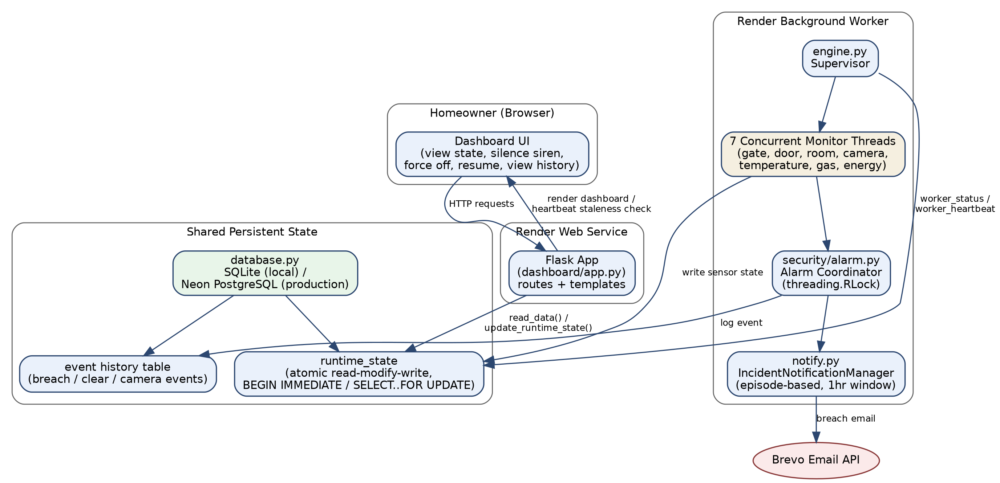 Render Background Worker
engine.py
Supervisor
Homeowner (Browser)
Dashboard UI
(view state, silence siren,
force off, resume, view history)
7 Concurrent Monitor Threads
(gate, door, room, camera,
temperature, gas, energy)
HTTP requests
render dashboard /
heartbeat staleness check
worker_status /
worker_heartbeat
Shared Persistent State
Render Web Service
database.py
SQLite (local) /
Neon PostgreSQL (production)
Flask App
(dashboard/app.py)
routes + templates
write sensor state
security/alarm.py
Alarm Coordinator
(threading.RLock)
read_data() /
update_runtime_state()
log event
event history table
(breach / clear / camera events)
runtime_state
(atomic read-modify-write,
BEGIN IMMEDIATE / SELECT..FOR UPDATE)
notify.py
IncidentNotificationManager
(episode-based, 1hr window)
breach email
Brevo Email API